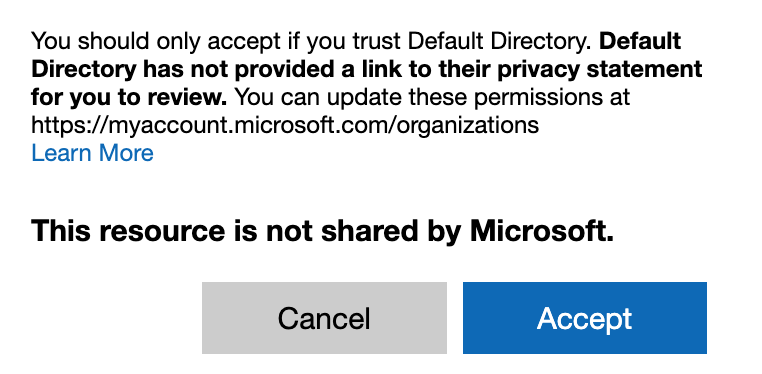 You should only accept if you trust Default Directory. Default
Directory has not provided a link to their privacy statement
for you to review. You can update these permissions at
https://myaccount.microsoft.com/organizations
Learn More
This resource is not shared by Microsoft.
Cancel
Accept